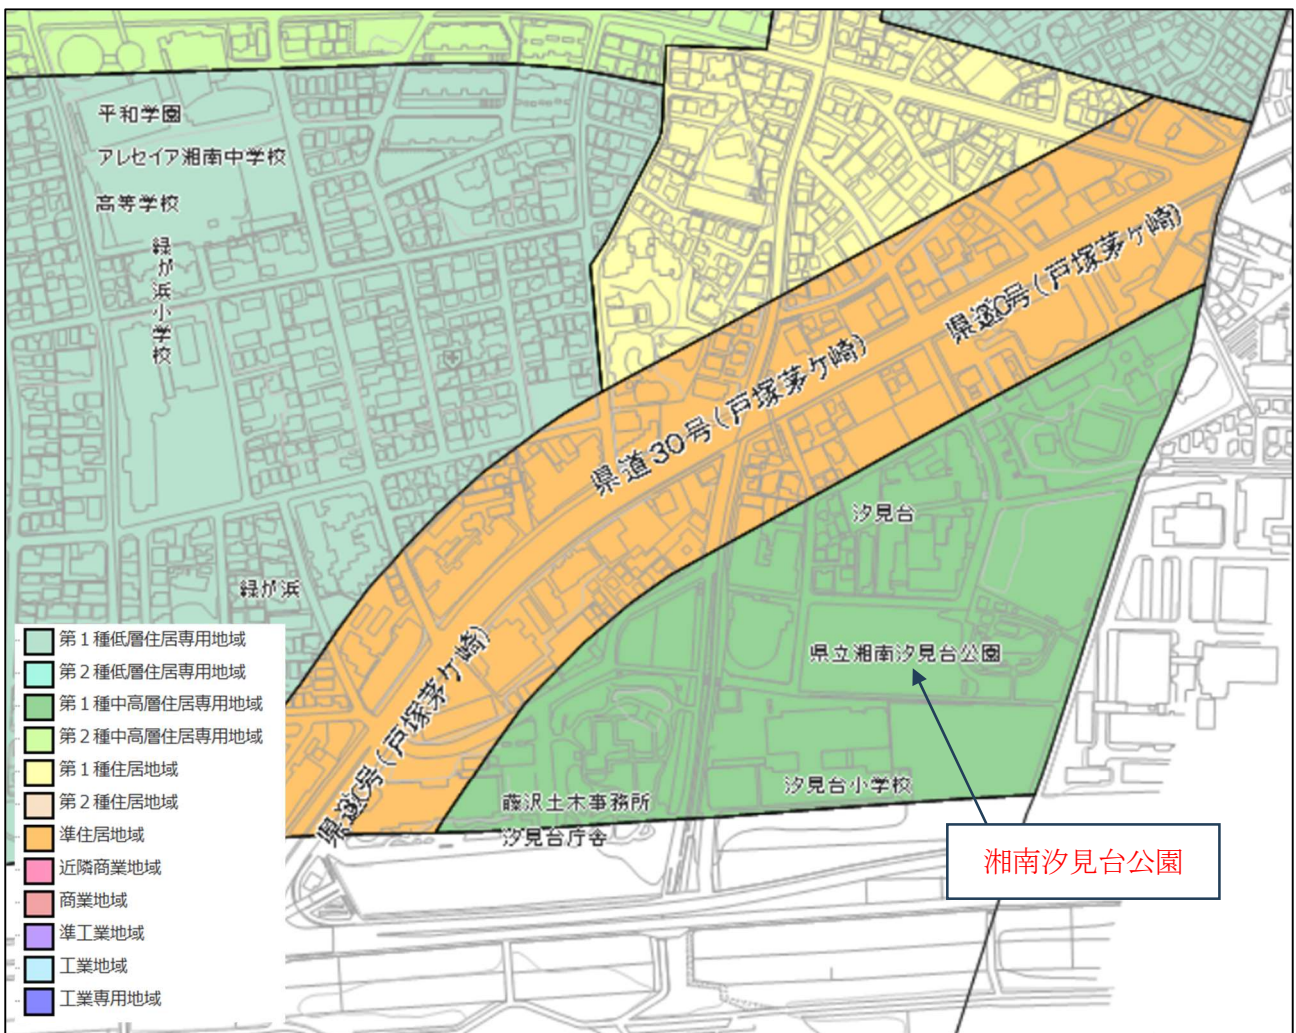 平和学園
アレセイア湘南中学校
高等学校
緑が浜小学校
県道30号(戸塚茅ヶ崎)
県道30号(戸塚茅ヶ崎)
汐見台
緑が浜
県立湘南汐見台公園
県道30号(戸塚茅ヶ崎)
汐見台小学校
藤沢土木事務所
汐見台庁舎
湘南汐見台公園
第1種低層住居専用地域
第2種低層住居専用地域
第1種中高層住居専用地域
第2種中高層住居専用地域
第1種住居地域
第2種住居地域
準住居地域
近隣商業地域
商業地域
準工業地域
工業地域
工業専用地域